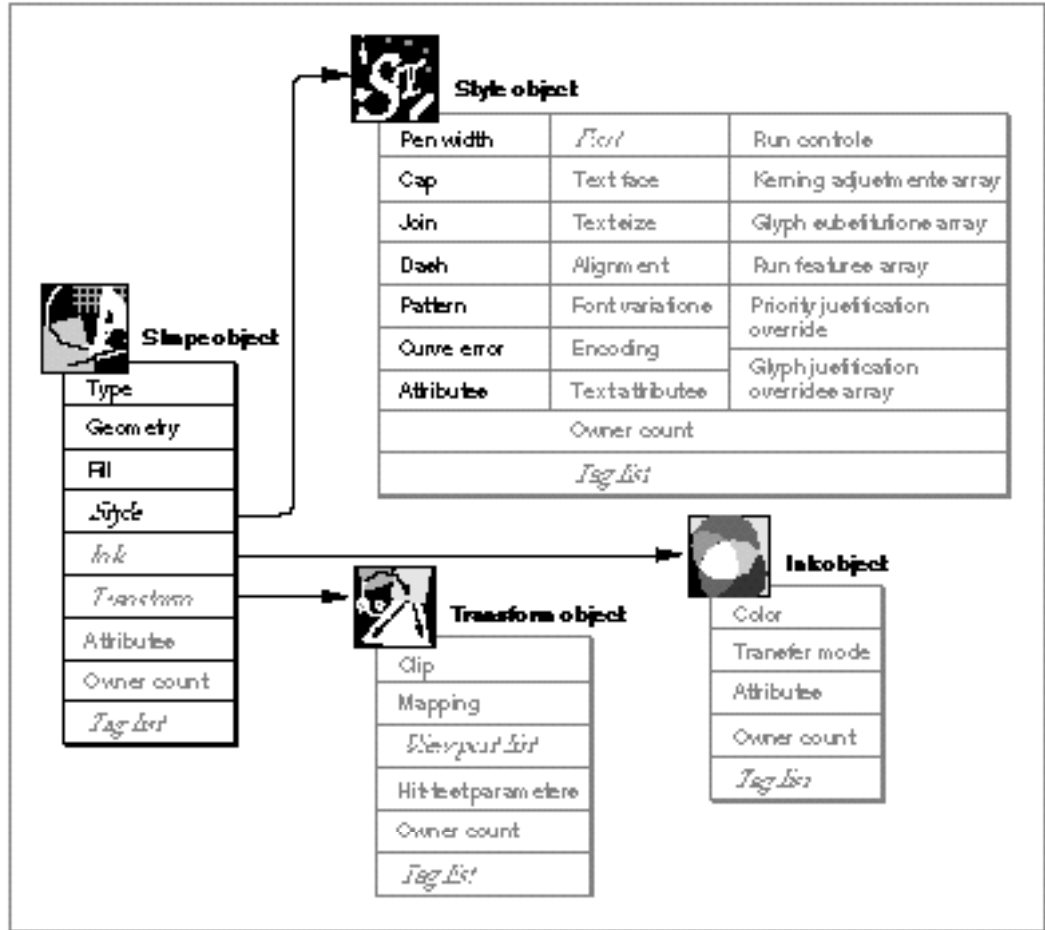 Style object
Pen width
Font
Run controls
Cap
Text face
Kerning adjustments array
Join
Text size
Glyph substitutions array
Dash
Alignment
Run features array
Pattern
Font variations
Priority justification
override
Curve error
Encoding
Glyph justification
overrides array
Attributes
Text attributes
Owner count
Tag list
Shape object
Type
Geometry
Fill
Style
Ink
Transform
Attributes
Owner count
Tag list
Transform object
Clip
Mapping
View port list
Hit-test parameters
Owner count
Tag list
Ink object
Color
Transfer mode
Attributes
Owner count
Tag list